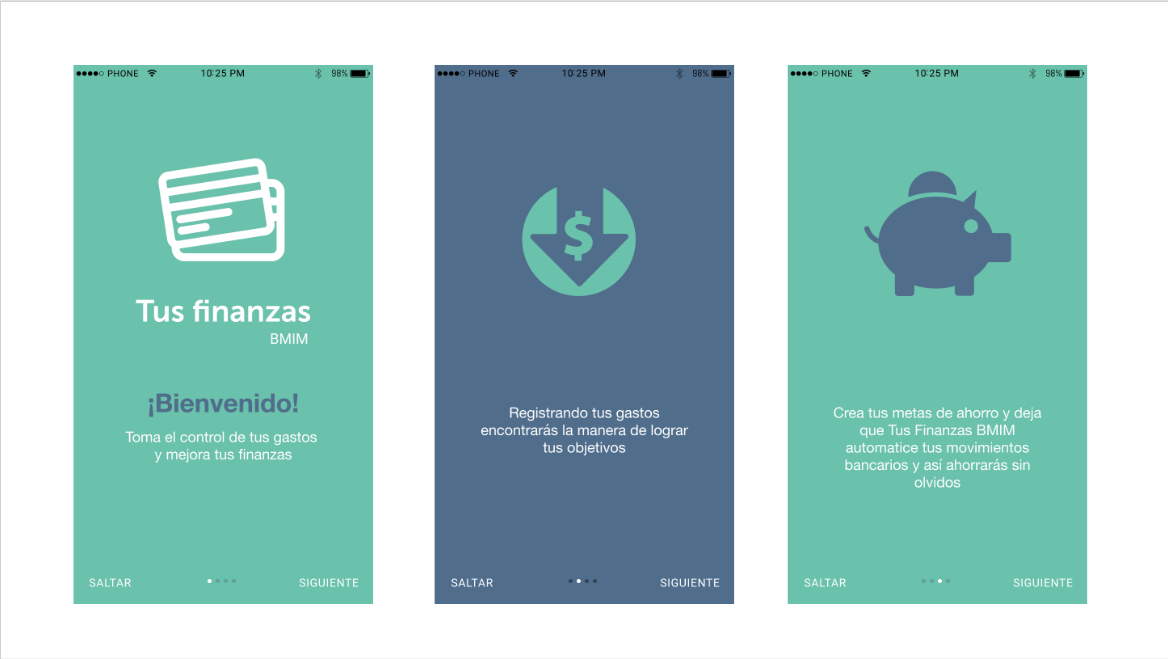 PHONE 10:25 PM 98%
$
Tus finanzas
BMIM
¡Bienvenido!
Toma el control de tus gastos
y mejora tus finanzas
SALTAR SIGUIENTE
PHONE 10:25 PM 98%
$
Registrando tus gastos
encontrarás la manera de lograr
tus objetivos
SALTAR SIGUIENTE
PHONE 10:25 PM 98%
Crea tus metas de ahorro y deja
que Tus Finanzas BMIM
automatice tus movimientos
bancarios y así ahorrarás sin
olvidos
SALTAR SIGUIENTE